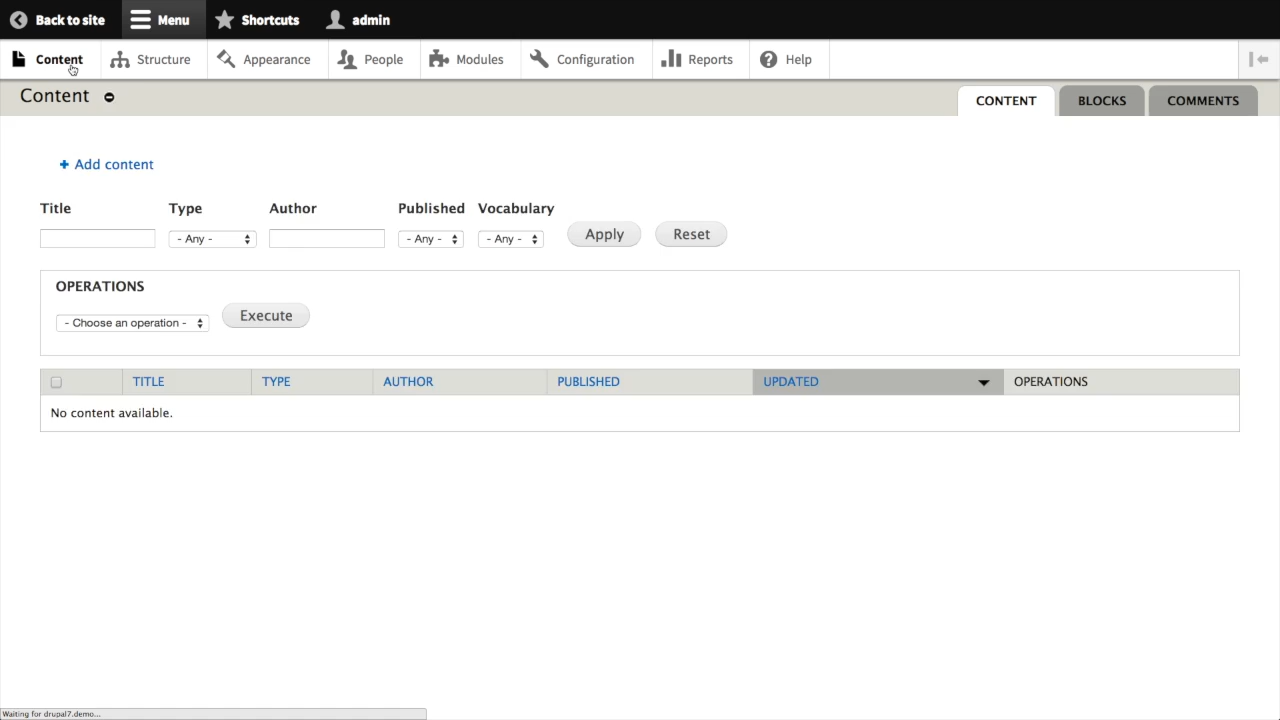 Back to site Menu Shortcuts admin
Content Structure Appearance People Modules Configuration Reports Help
Content CONTENT BLOCKS COMMENTS
+ Add content
Title Type Author Published Vocabulary
- Any - - Any - - Any - Apply Reset
OPERATIONS
- Choose an operation - Execute
TITLE TYPE AUTHOR PUBLISHED UPDATED OPERATIONS
No content available.
Waiting for drupal7.demo...